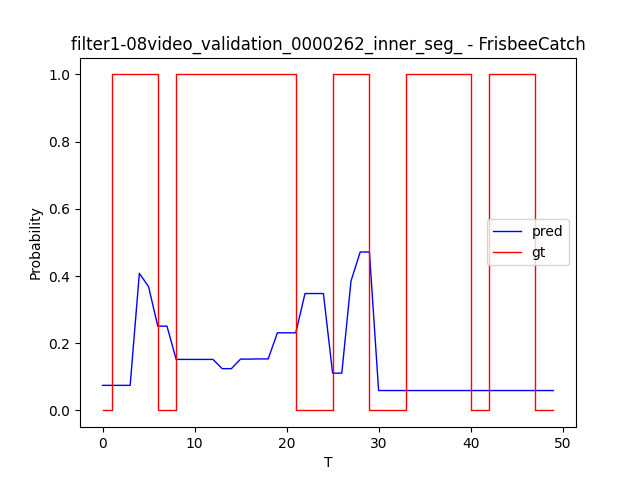 filter1-08video_validation_0000262_inner_seg_ - FrisbeeCatch
1.0
0.8
0.6
0.4
0.2
0.0
Probability
pred
gt
0 10 20 30 40 50
T